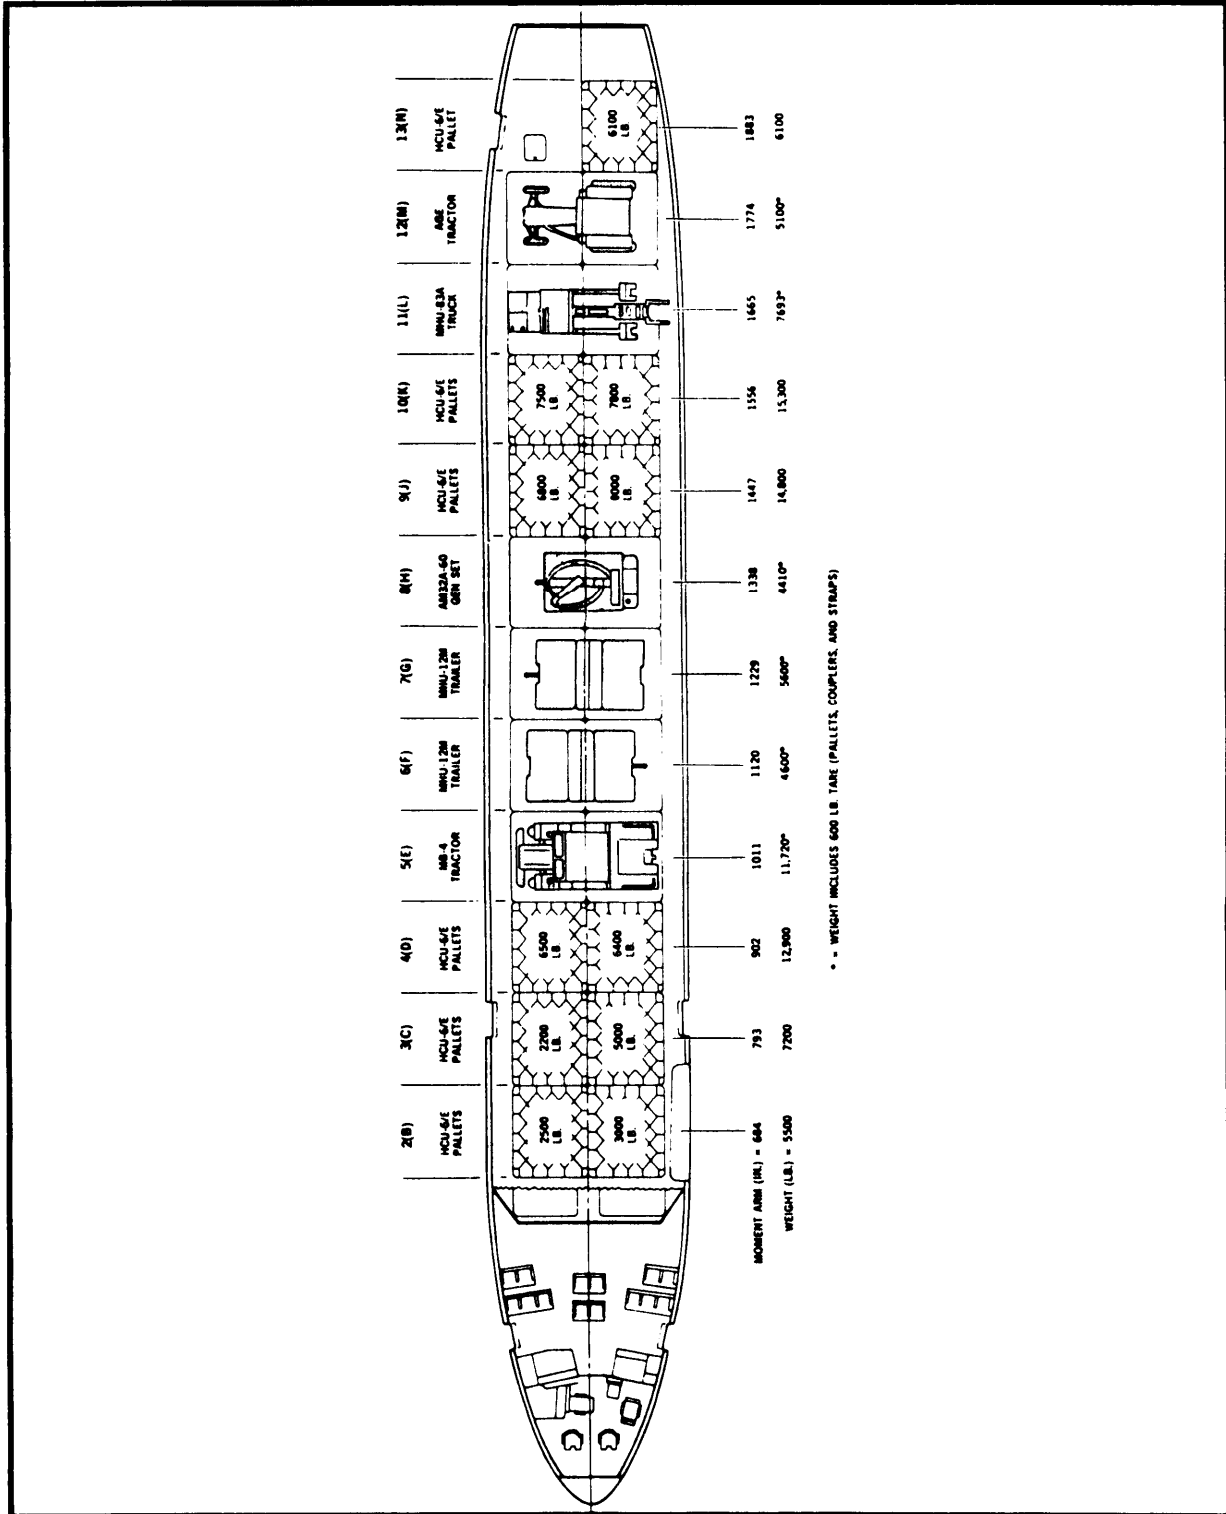 2(B)
HCU-6/E
PALLETS
3(C)
HCU-6/E
PALLETS
4(D)
HCU-6/E
PALLETS
5(E)
MB-4
TRACTOR
6(F)
MHU-12M
TRAILER
7(G)
MHU-12M
TRAILER
8(H)
AM32A-60
GEN SET
9(J)
HCU-6/E
PALLETS
10(K)
HCU-6/E
PALLETS
11(L)
MHU-83A
TRUCK
12(M)
TRACTOR
13(N)
HCU-6/E
PALLET
2500
LB.
2200
LB.
6500
LB.
6800
LB.
7500
LB.
3000
LB.
5000
LB.
6400
LB.
8000
LB.
7800
LB.
6100
LB.
MOMENT ARM (IN.) = 684 793 902 1011 1120 1229 1338 1447 1556 1665 1774 1883
WEIGHT (LB.) = 5500 7200 12,900 11,720* 4600* 5600* 4410* 14,800 15,300 7693* 5100* 6100
* = WEIGHT INCLUDES 600 LB. TARE (PALLETS, COUPLERS, AND STRAPS)